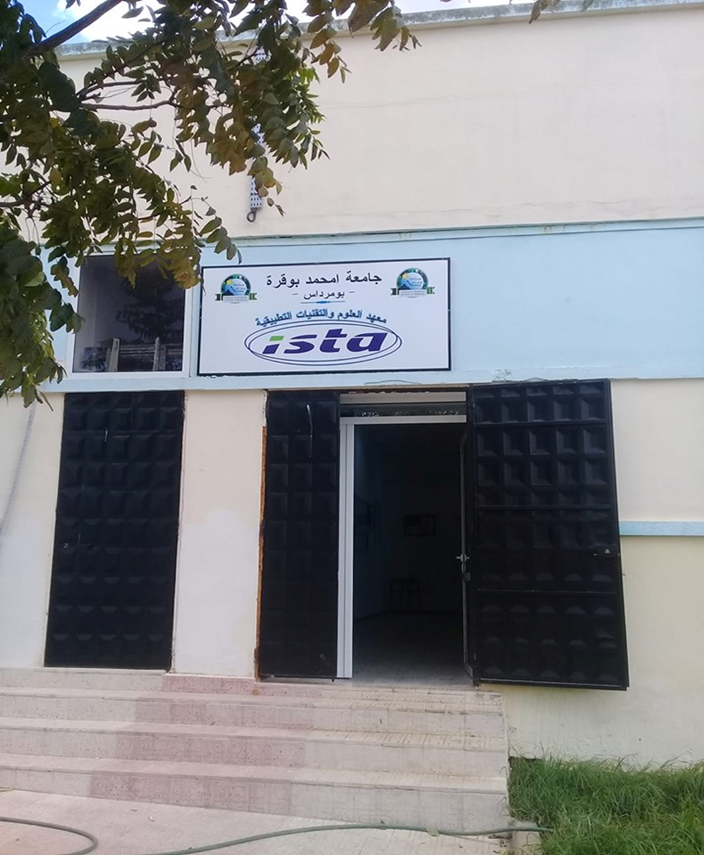 جامعة امحمد بوقرة
- بومرداس -
معهد العلوم والتقنيات التطبيقية
ista